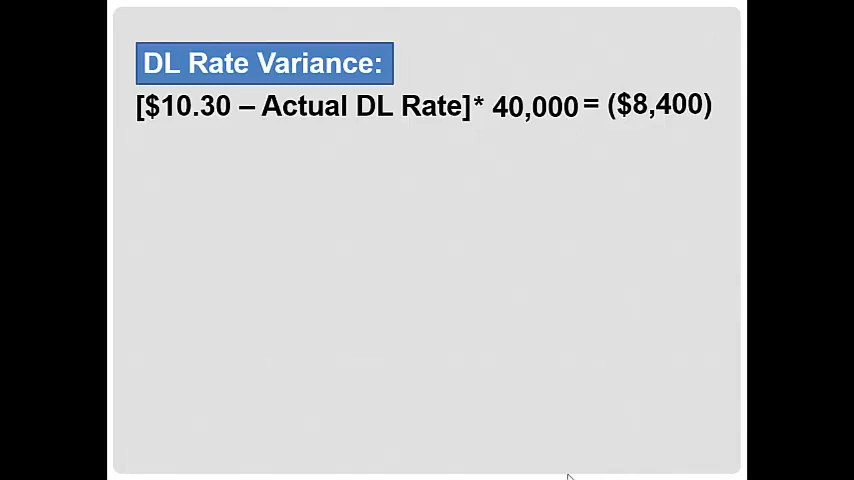 DL Rate Variance:
[$10.30 – Actual DL Rate]* 40,000 = ($8,400)